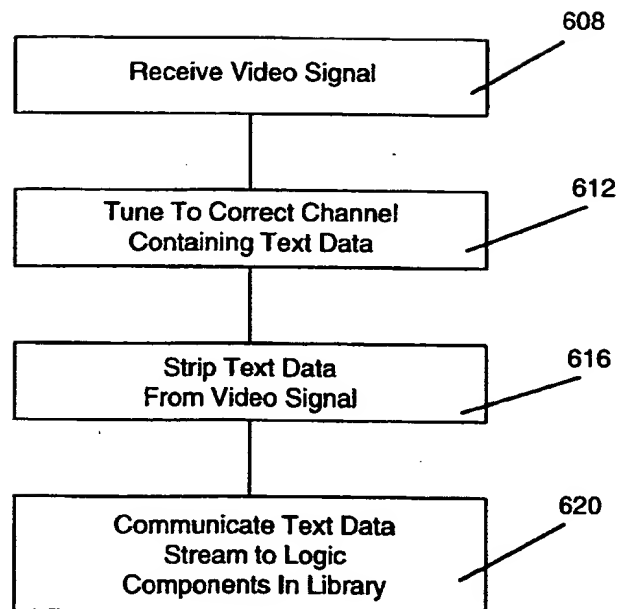 608
Receive Video Signal
612
Tune To Correct Channel
Containing Text Data
616
Strip Text Data
From Video Signal
620
Communicate Text Data
Stream to Logic
Components In Library